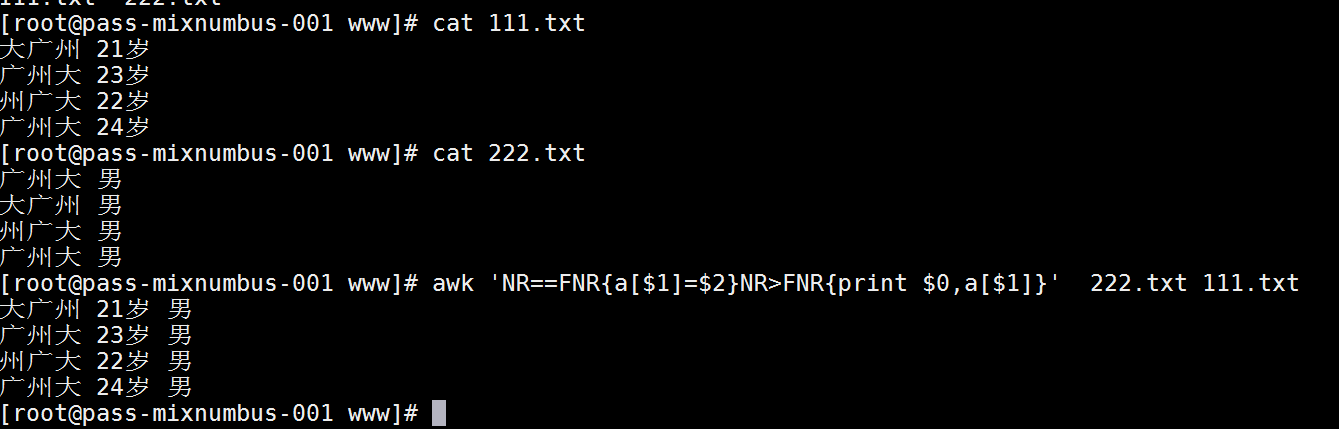 [root@pass-mixnumbus-001 www]# cat 111.txt
大广州 21岁
广州大 23岁
州广大 22岁
广州大 24岁
[root@pass-mixnumbus-001 www]# cat 222.txt
广州大 男
大广州 男
州广大 男
广州大 男
[root@pass-mixnumbus-001 www]# awk 'NR==FNR{a[$1]=$2}NR>FNR{print $0,a[$1]}'  222.txt 111.txt
大广州 21岁 男
广州大 23岁 男
州广大 22岁 男
广州大 24岁 男
[root@pass-mixnumbus-001 www]#